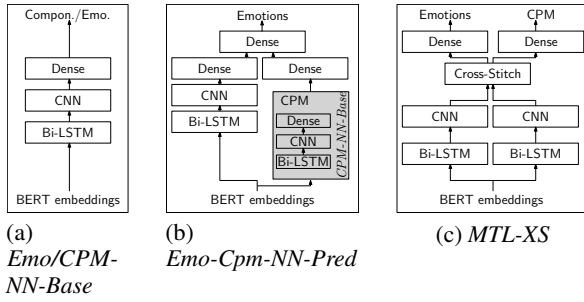 Compon./Emo.
Dense
CNN
Bi-LSTM
BERT embeddings
(a)
Emo/CPM-
NN-Base
Emotions
Dense
Dense
Dense
CNN
Bi-LSTM
CPM
Dense
CNN
Bi-LSTM
CPM-NN-Base
BERT embeddings
(b)
Emo-Cpm-NN-Pred
Emotions
CPM
Dense
Dense
Cross-Stitch
CNN
CNN
Bi-LSTM
Bi-LSTM
BERT embeddings
(c) MTL-XS